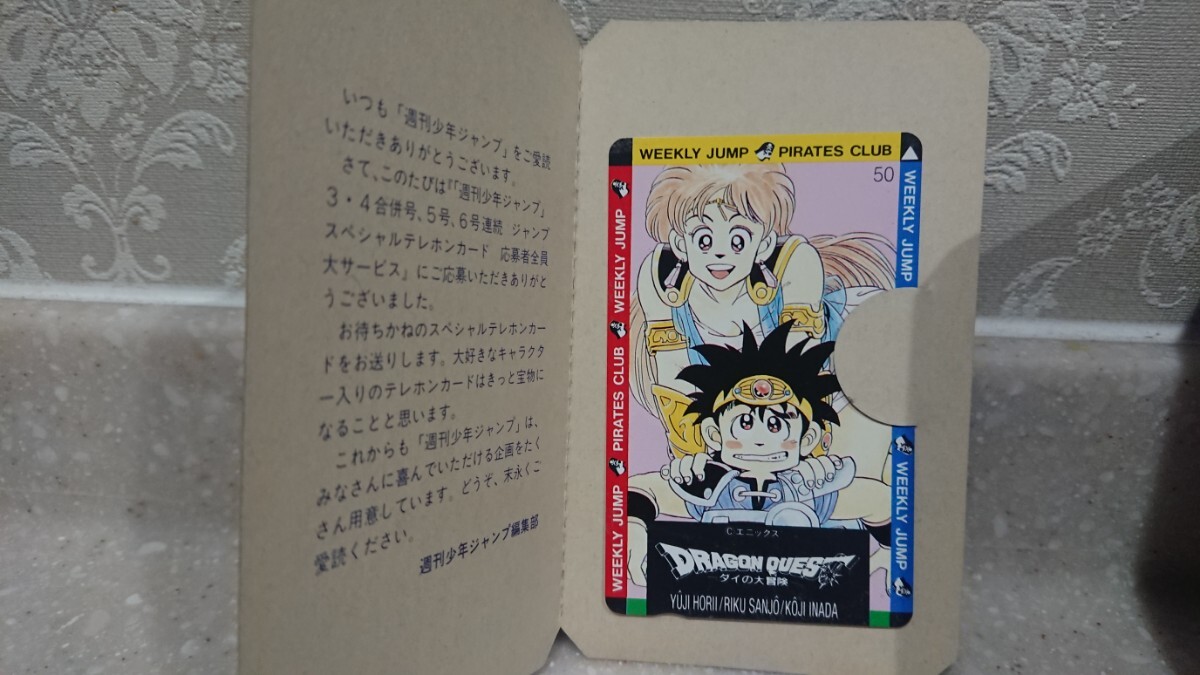 いつも「週刊少年ジャンプ」をご愛読
いただきありがとうございます。
さて、このたびは『「週刊少年ジャンプ」
3・4合併号、5号、6号連続 ジャンプ
スペシャルテレホンカード 応募者全員
大サービス』にご応募いただきありがと
うございました。
お待ちかねのスペシャルテレホンカー
ドをお送りします。大好きなキャラクタ
ー入りのテレホンカードはきっと宝物に
なることと思います。
これからも「週刊少年ジャンプ」は、
みなさんに喜んでいただける企画をたく
さん用意しています。どうぞ、末永くご
愛読ください。
週刊少年ジャンプ編集部
WEEKLY JUMP PIRATES CLUB
50
WEEKLY JUMP PIRATES CLUB WEEKLY JUMP
WEEKLY JUMP
WEEKLY JUMP
Cエニックス
DRAGON QUEST
ダイの大冒険
YÛJI HORII/RIKU SANJÔ/KÔJI INADA